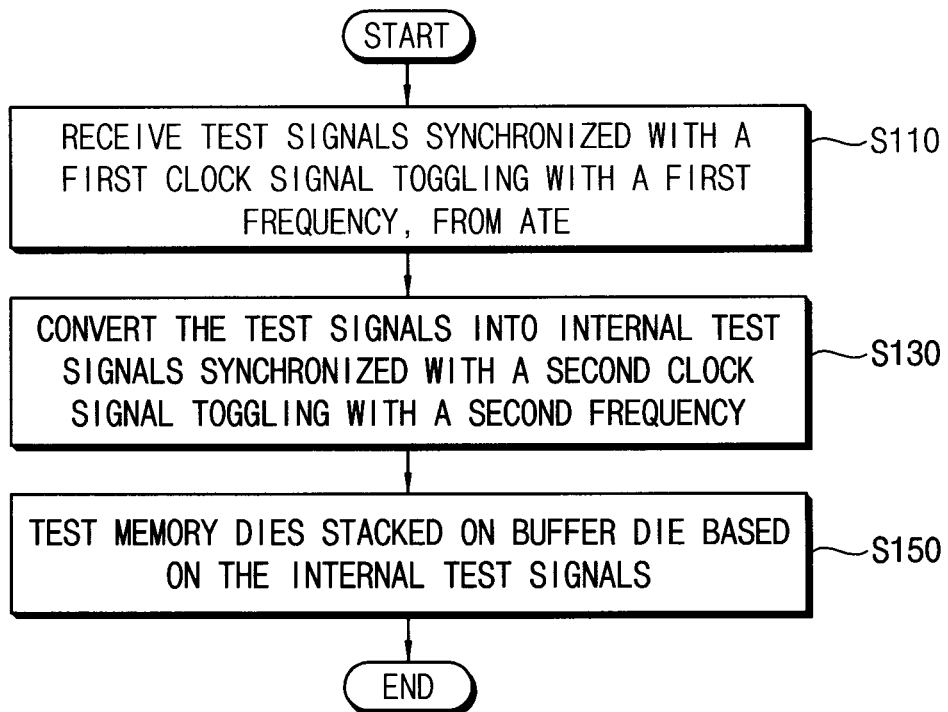 START
RECEIVE TEST SIGNALS SYNCHRONIZED WITH A
FIRST CLOCK SIGNAL TOGGLING WITH A FIRST
FREQUENCY, FROM ATE
S110
CONVERT THE TEST SIGNALS INTO INTERNAL TEST
SIGNALS SYNCHRONIZED WITH A SECOND CLOCK
SIGNAL TOGGLING WITH A SECOND FREQUENCY
S130
TEST MEMORY DIES STACKED ON BUFFER DIE BASED
ON THE INTERNAL TEST SIGNALS
S150
END